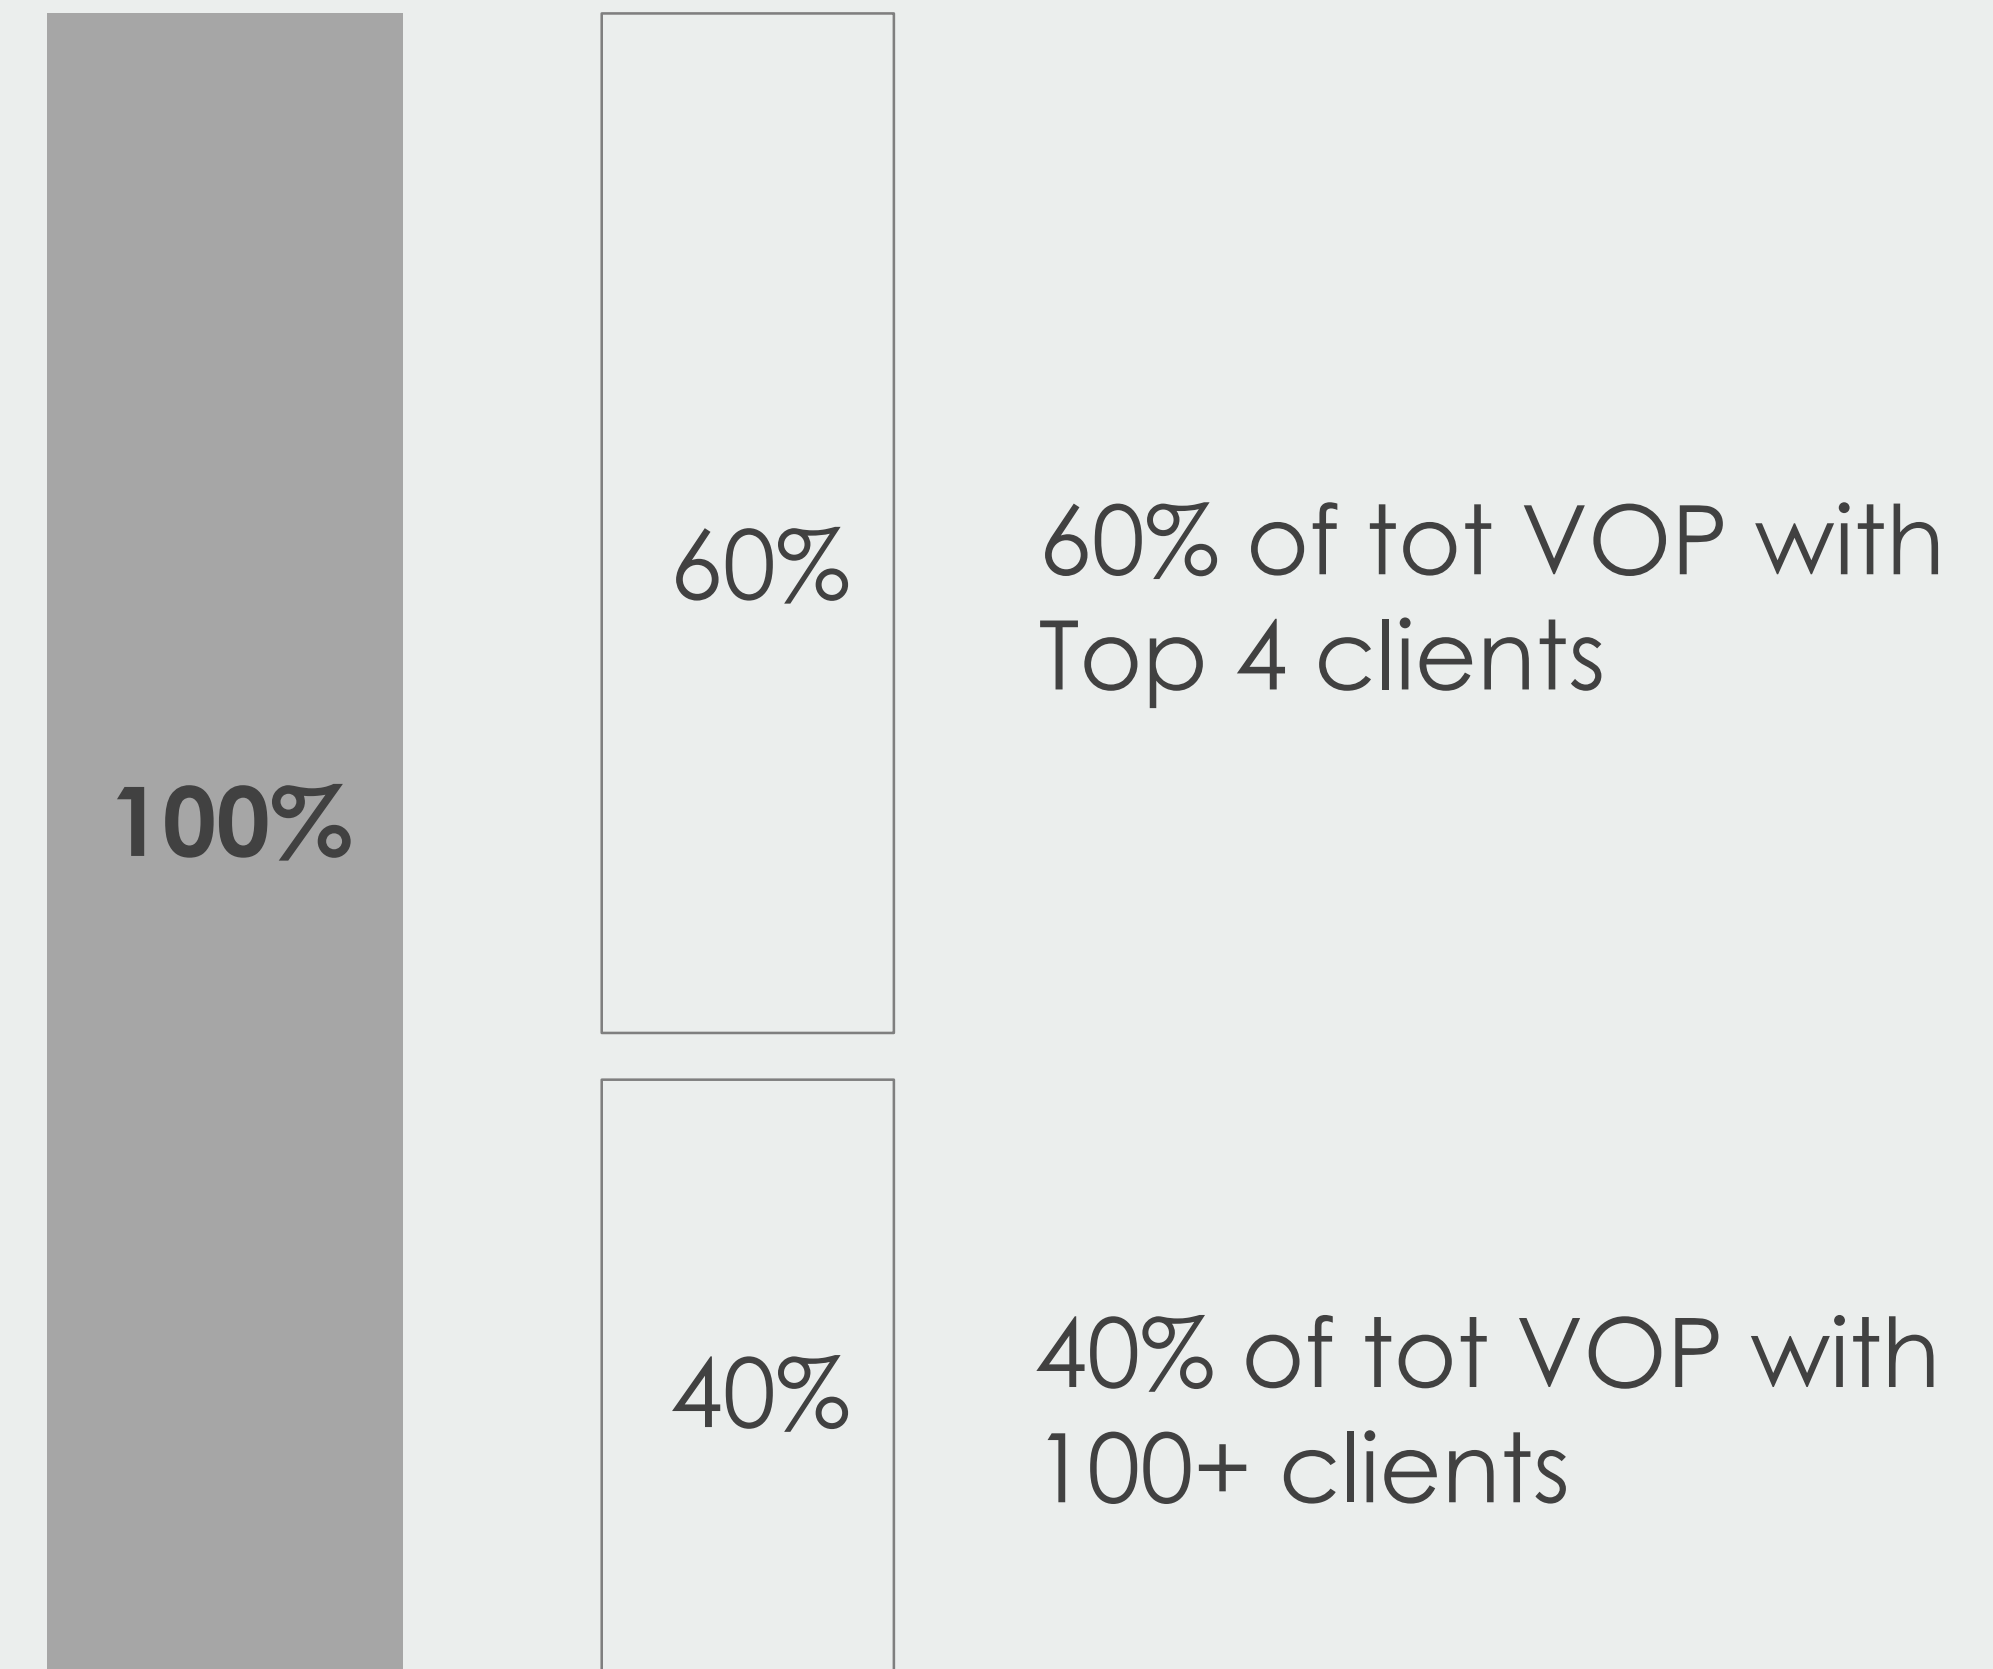 100%
60%
60% of tot VOP with
Top 4 clients
40%
40% of tot VOP with
100+ clients